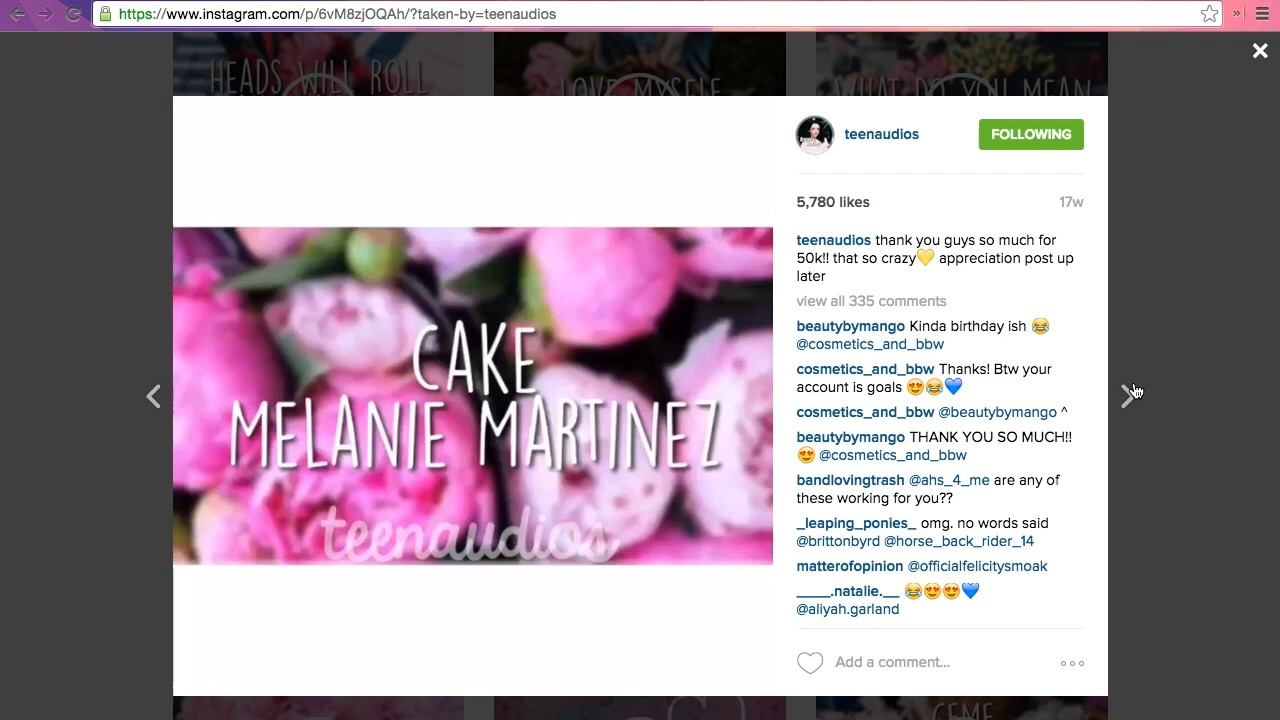 https://www.instagram.com/p/6vM8zjOQAh/?taken-by=teenaudios
HEADS WILL ROLL
LOVE MYSELF
WHAT DO YOU MEAN
teenaudios
FOLLOWING
5,780 likes
17w
teenaudios thank you guys so much for
50k!! that so crazy💛 appreciation post up
later
view all 335 comments
beautybymango Kinda birthday ish 😂
@cosmetics_and_bbw
cosmetics_and_bbw Thanks! Btw your
account is goals 😍😂💙
cosmetics_and_bbw @beautybymango ^
beautybymango THANK YOU SO MUCH!!
😍 @cosmetics_and_bbw
bandlovingtrash @ahs_4_me are any of
these working for you??
_leaping_ponies_ omg. no words said
@brittonbyrd @horse_back_rider_14
matterofopinion @officialfelicitysmoak
____.natalie.__ 😂😍😍💙
@aliyah.garland
Add a comment...
CAKE
MELANIE MARTINEZ
teenaudios